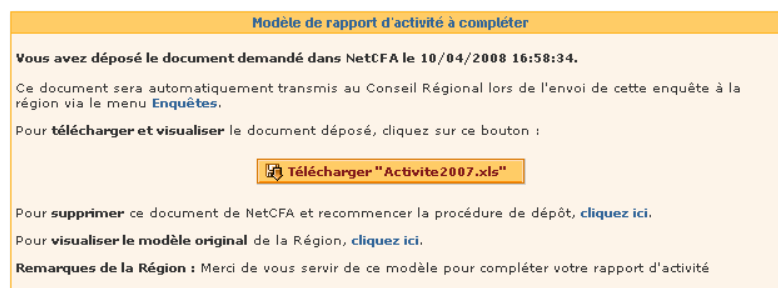 Modèle de rapport d'activité à compléter
Vous avez déposé le document demandé dans NetCFA le 10/04/2008 16:58:34.
Ce document sera automatiquement transmis au Conseil Régional lors de l'envoi de cette enquête à la
région via le menu Enquêtes.
Pour télécharger et visualiser le document déposé, cliquez sur ce bouton :
Télécharger "Activite2007.xls"
Pour supprimer ce document de NetCFA et recommencer la procédure de dépôt, cliquez ici.
Pour visualiser le modèle original de la Région, cliquez ici.
Remarques de la Région : Merci de vous servir de ce modèle pour compléter votre rapport d'activité